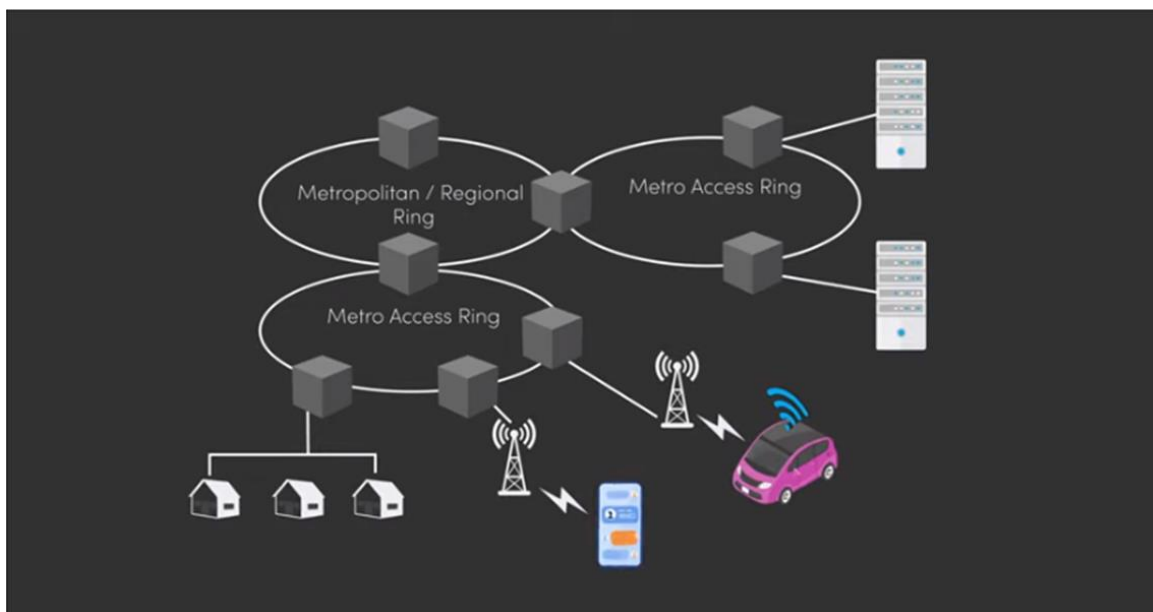 Metropolitan / Regional
Ring
Metro Access Ring
Metro Access Ring